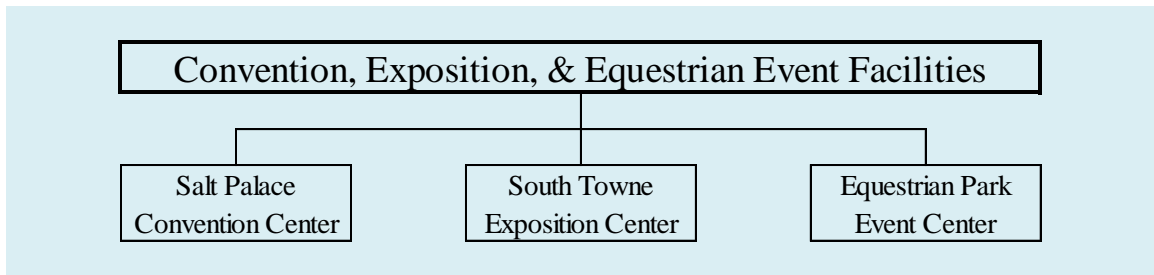 Convention, Exposition, & Equestrian Event Facilities
Salt Palace
Convention Center
South Towne
Exposition Center
Equestrian Park
Event Center